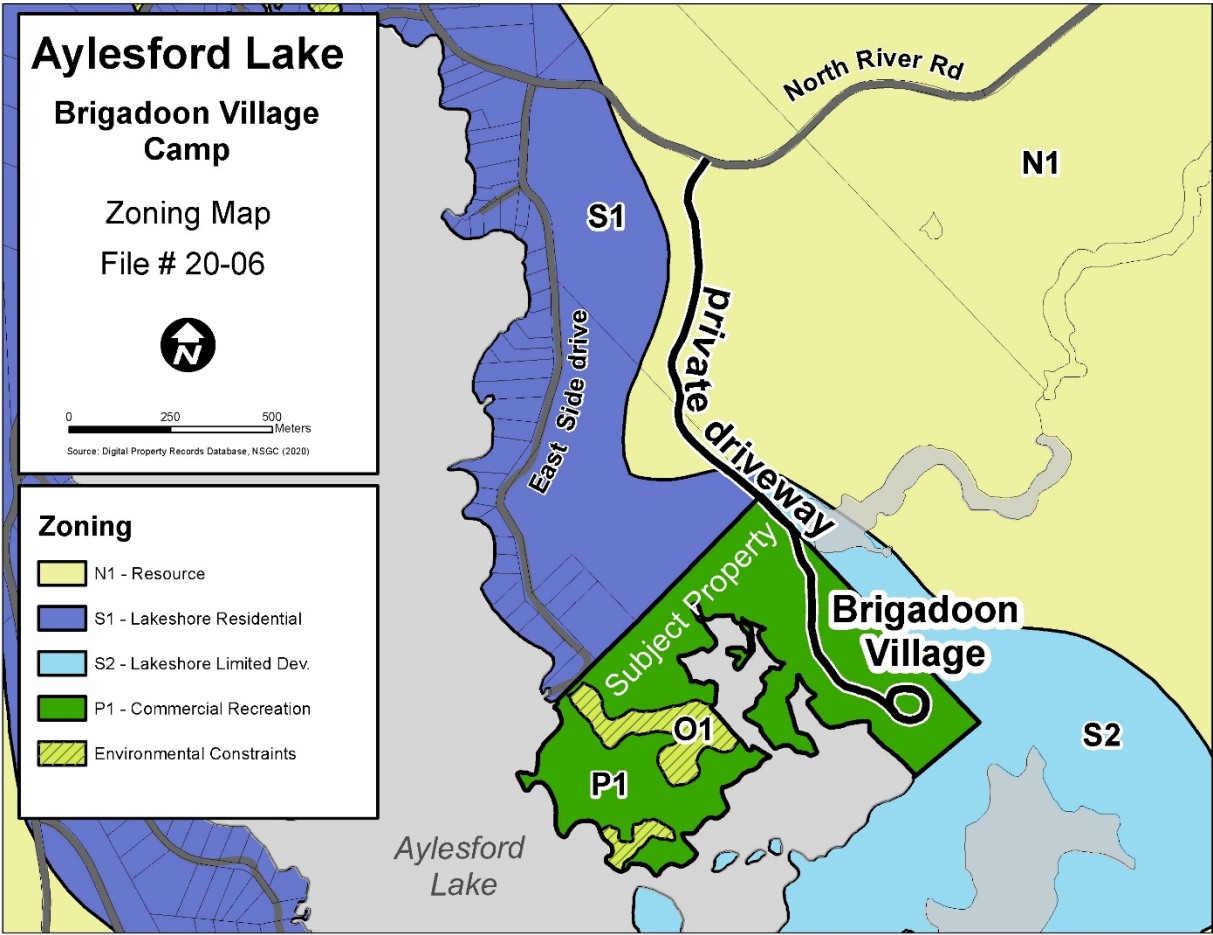 Aylesford Lake
Brigadoon Village
Camp
Zoning Map
File # 20-06
N
0 250 500
Meters
Source: Digital Property Records Database, NSGC (2020)
Zoning
N1 - Resource
S1 - Lakeshore Residential
S2 - Lakeshore Limited Dev.
P1 - Commercial Recreation
Environmental Constraints
North River Rd
N1
S1
private driveway
East Side drive
Subject Property
Brigadoon
Village
O1
S2
P1
Aylesford
Lake